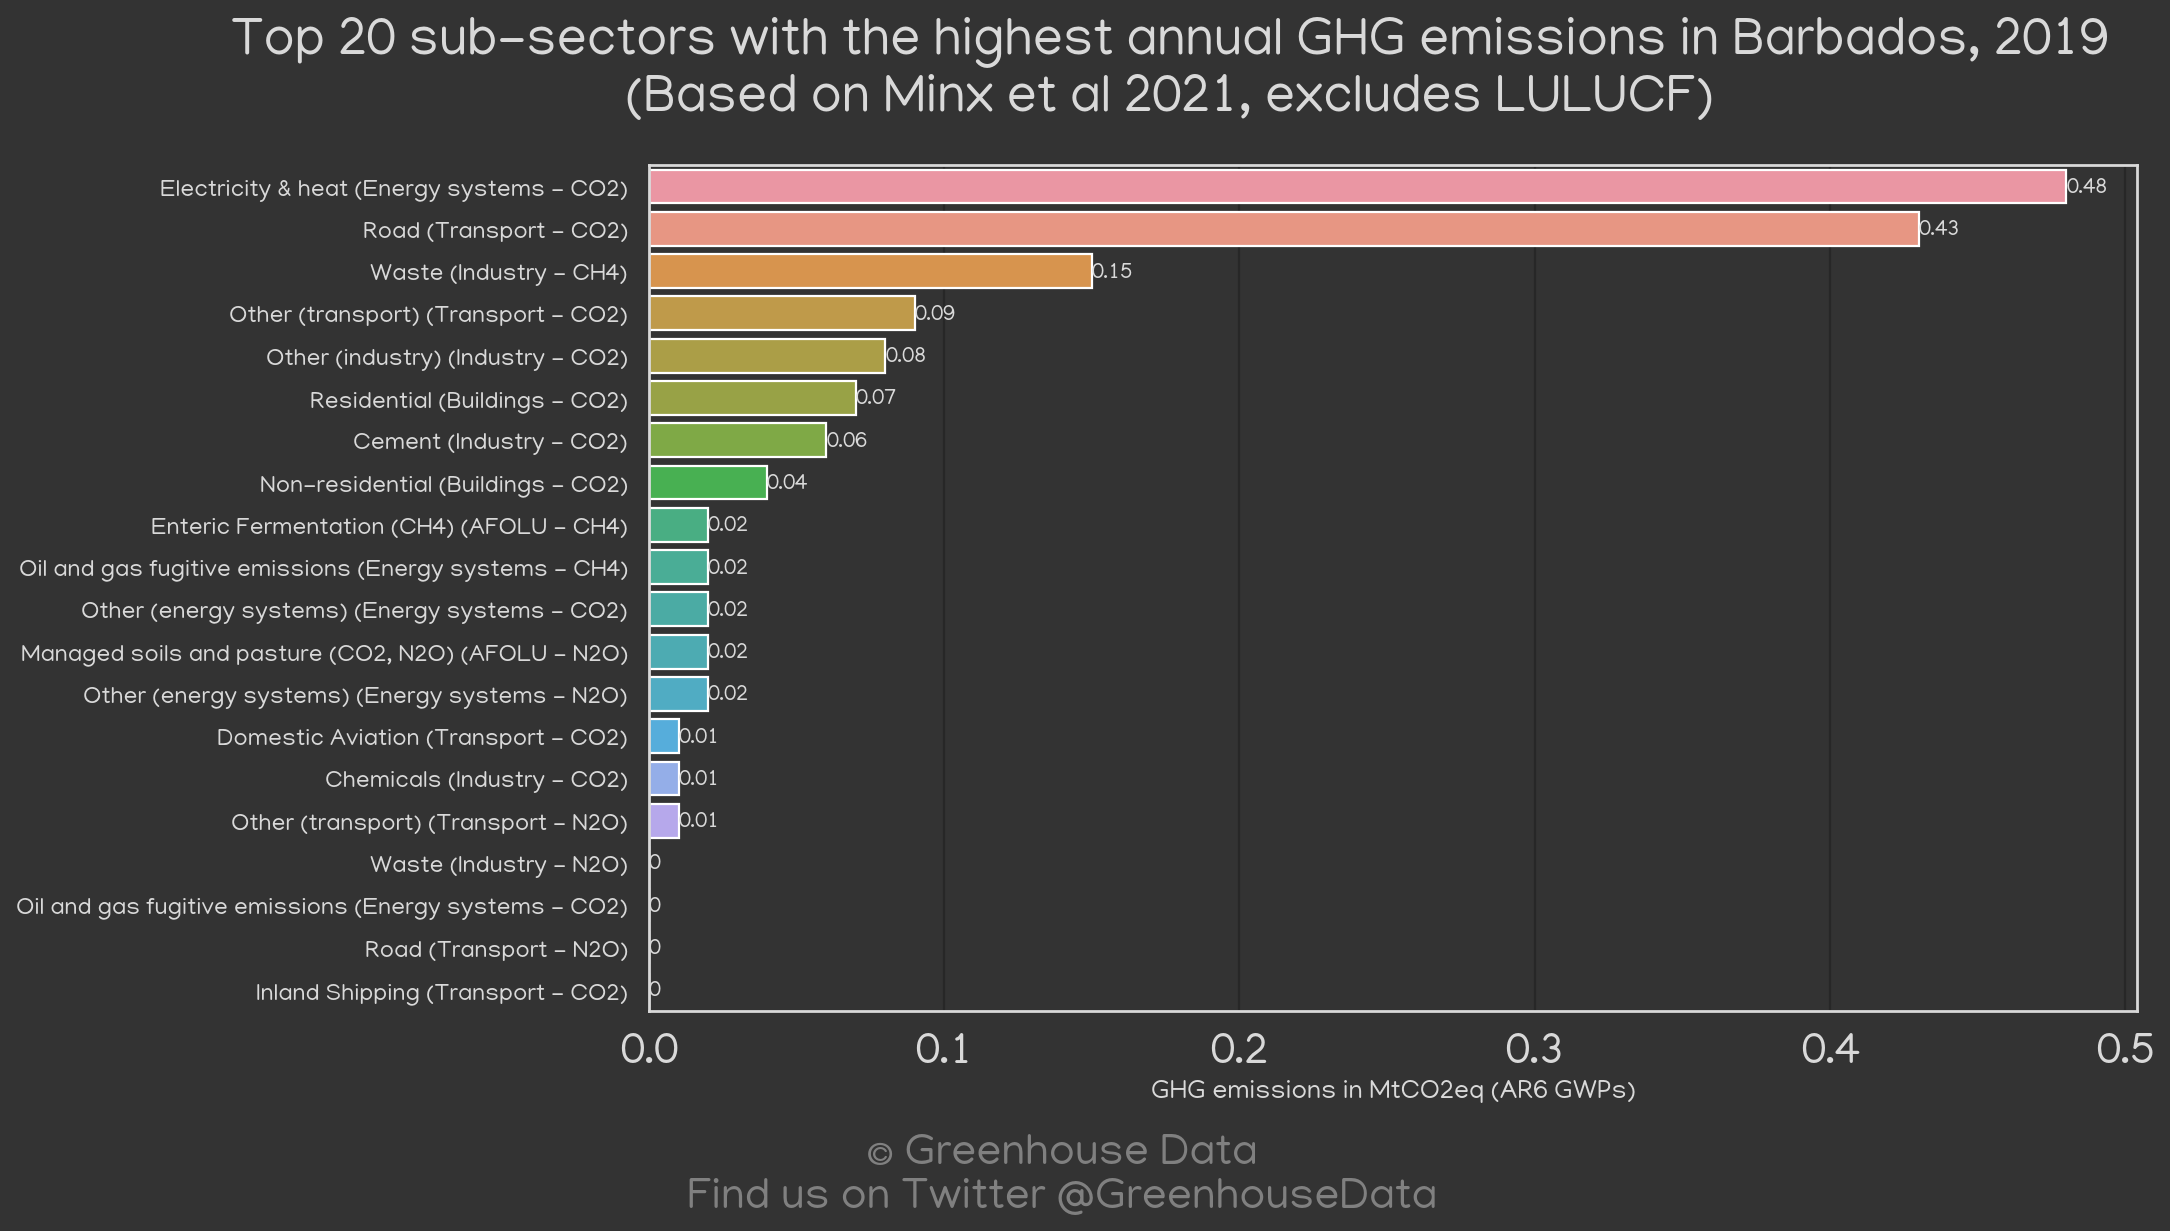 Top 20 sub-sectors with the highest annual GHG emissions in Barbados, 2019
(Based on Minx et al 2021, excludes LULUCF)
Electricity & heat (Energy systems - CO2) 0.48
Road (Transport - CO2) 0.43
Waste (Industry - CH4) 0.15
Other (transport) (Transport - CO2) 0.09
Other (industry) (Industry - CO2) 0.08
Residential (Buildings - CO2) 0.07
Cement (Industry - CO2) 0.06
Non-residential (Buildings - CO2) 0.04
Enteric Fermentation (CH4) (AFOLU - CH4) 0.02
Oil and gas fugitive emissions (Energy systems - CH4) 0.02
Other (energy systems) (Energy systems - CO2) 0.02
Managed soils and pasture (CO2, N2O) (AFOLU - N2O) 0.02
Other (energy systems) (Energy systems - N2O) 0.02
Domestic Aviation (Transport - CO2) 0.01
Chemicals (Industry - CO2) 0.01
Other (transport) (Transport - N2O) 0.01
Waste (Industry - N2O) 0
Oil and gas fugitive emissions (Energy systems - CO2) 0
Road (Transport - N2O) 0
Inland Shipping (Transport - CO2) 0
0.0 0.1 0.2 0.3 0.4 0.5
GHG emissions in MtCO2eq (AR6 GWPs)
© Greenhouse Data
Find us on Twitter @GreenhouseData